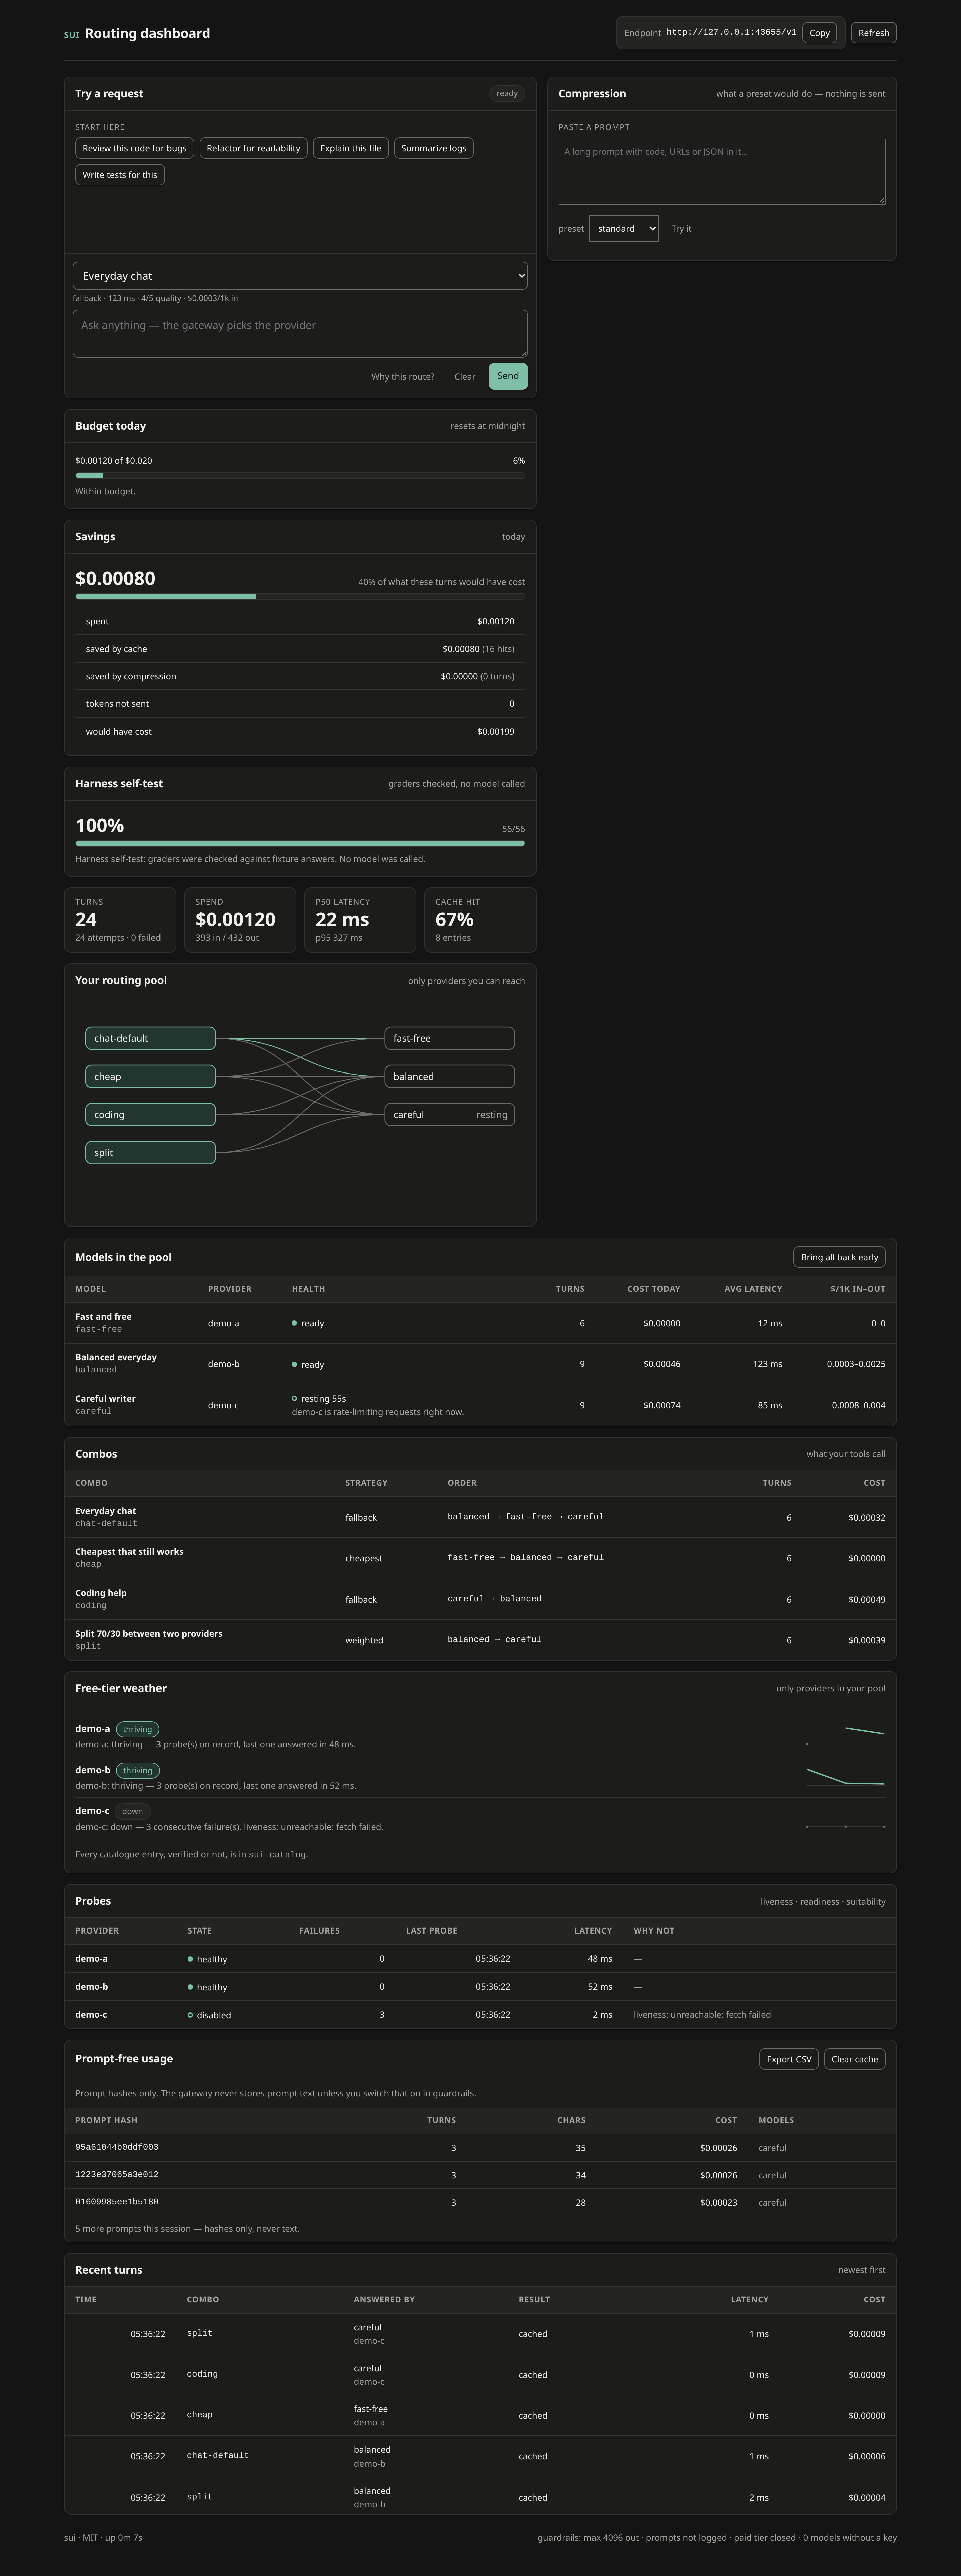 SUI Routing dashboard
Endpoint http://127.0.0.1:43655/v1 Copy Refresh
Try a request ready
START HERE
Review this code for bugs Refactor for readability Explain this file Summarize logs
Write tests for this
Everyday chat
fallback · 123 ms · 4/5 quality · $0.0003/1k in
Ask anything — the gateway picks the provider
Why this route? Clear Send
Compression what a preset would do — nothing is sent
PASTE A PROMPT
A long prompt with code, URLs or JSON in it...
preset standard Try it
Budget today resets at midnight
$0.00120 of $0.020 6%
Within budget.
Savings today
$0.00080 40% of what these turns would have cost
spent $0.00120
saved by cache $0.00080 (16 hits)
saved by compression $0.00000 (0 turns)
tokens not sent 0
would have cost $0.00199
Harness self-test graders checked, no model called
100% 56/56
Harness self-test: graders were checked against fixture answers. No model was called.
TURNS SPEND P50 LATENCY CACHE HIT
24 $0.00120 22 ms 67%
24 attempts · 0 failed 393 in / 432 out p95 327 ms 8 entries
Your routing pool only providers you can reach
chat-default fast-free
cheap balanced
coding careful resting
split
Models in the pool Bring all back early
MODEL PROVIDER HEALTH TURNS COST TODAY AVG LATENCY $/1K IN–OUT
Fast and free
fast-free demo-a ready 6 $0.00000 12 ms 0–0
Balanced everyday
balanced demo-b ready 9 $0.00046 123 ms 0.0003–0.0025
Careful writer resting 55s
careful demo-c demo-c is rate-limiting requests right now. 9 $0.00074 85 ms 0.0008–0.004
Combos what your tools call
COMBO STRATEGY ORDER TURNS COST
Everyday chat
chat-default fallback balanced → fast-free → careful 6 $0.00032
Cheapest that still works
cheap cheapest fast-free → balanced → careful 6 $0.00000
Coding help
coding fallback careful → balanced 6 $0.00049
Split 70/30 between two providers
split weighted balanced → careful 6 $0.00039
Free-tier weather only providers in your pool
demo-a thriving
demo-a: thriving — 3 probe(s) on record, last one answered in 48 ms.
demo-b thriving
demo-b: thriving — 3 probe(s) on record, last one answered in 52 ms.
demo-c down
demo-c: down — 3 consecutive failure(s). liveness: unreachable: fetch failed.
Every catalogue entry, verified or not, is in sui catalog.
Probes liveness · readiness · suitability
PROVIDER STATE FAILURES LAST PROBE LATENCY WHY NOT
demo-a healthy 0 05:36:22 48 ms —
demo-b healthy 0 05:36:22 52 ms —
demo-c disabled 3 05:36:22 2 ms liveness: unreachable: fetch failed
Prompt-free usage Export CSV Clear cache
Prompt hashes only. The gateway never stores prompt text unless you switch that on in guardrails.
PROMPT HASH TURNS CHARS COST MODELS
95a61044b0ddf003 3 35 $0.00026 careful
1223e37065a3e012 3 34 $0.00026 careful
01609985ee1b5180 3 28 $0.00023 careful
5 more prompts this session — hashes only, never text.
Recent turns newest first
TIME COMBO ANSWERED BY RESULT LATENCY COST
05:36:22 split careful cached 1 ms $0.00009
demo-c
05:36:22 coding careful cached 0 ms $0.00009
demo-c
05:36:22 cheap fast-free cached 0 ms $0.00000
demo-a
05:36:22 chat-default balanced cached 1 ms $0.00006
demo-b
05:36:22 split balanced cached 2 ms $0.00004
demo-b
sui · MIT · up 0m 7s guardrails: max 4096 out · prompts not logged · paid tier closed · 0 models without a key